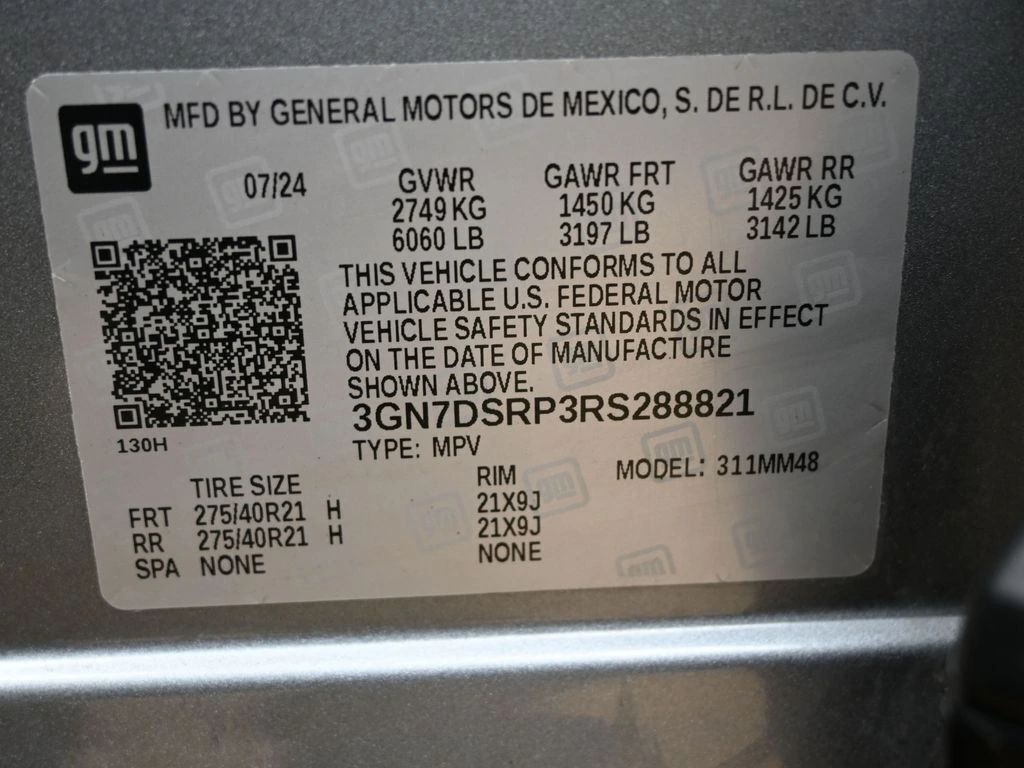 gm
MFD BY GENERAL MOTORS DE MEXICO, S. DE R.L. DE C.V.
07/24 GVWR GAWR FRT GAWR RR
2749 KG 1450 KG 1425 KG
6060 LB 3197 LB 3142 LB
THIS VEHICLE CONFORMS TO ALL
APPLICABLE U.S. FEDERAL MOTOR
VEHICLE SAFETY STANDARDS IN EFFECT
ON THE DATE OF MANUFACTURE
SHOWN ABOVE.
3GN7DSRP3RS288821
130H
TYPE: MPV
MODEL: 311MM48
TIRE SIZE RIM
FRT 275/40R21 H 21X9J
RR 275/40R21 H 21X9J
SPA NONE NONE